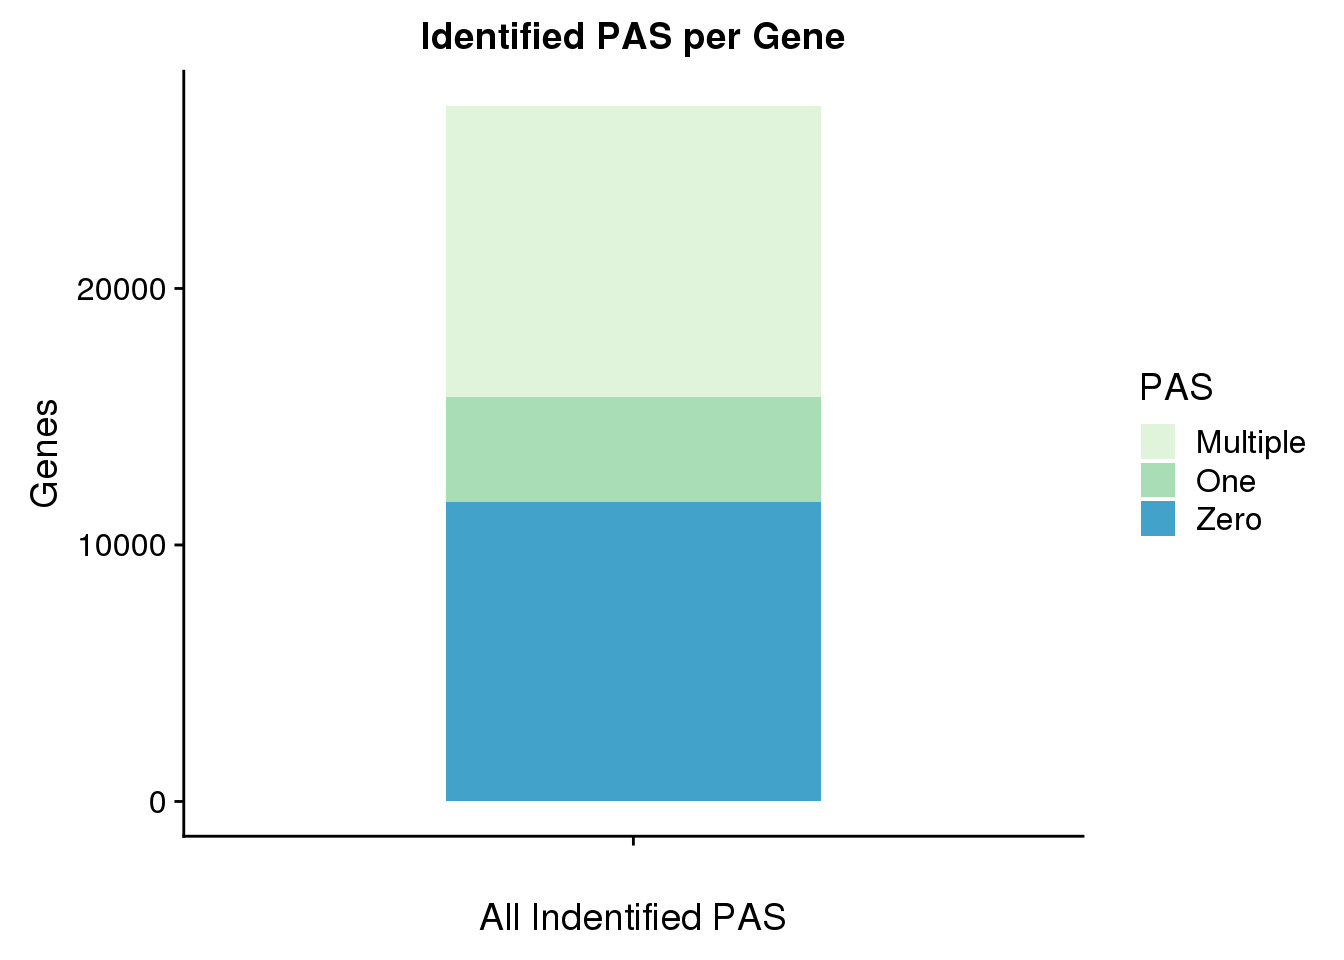 Identified PAS per Gene
20000
10000
0
Genes
All Indentified PAS
PAS
Multiple
One
Zero